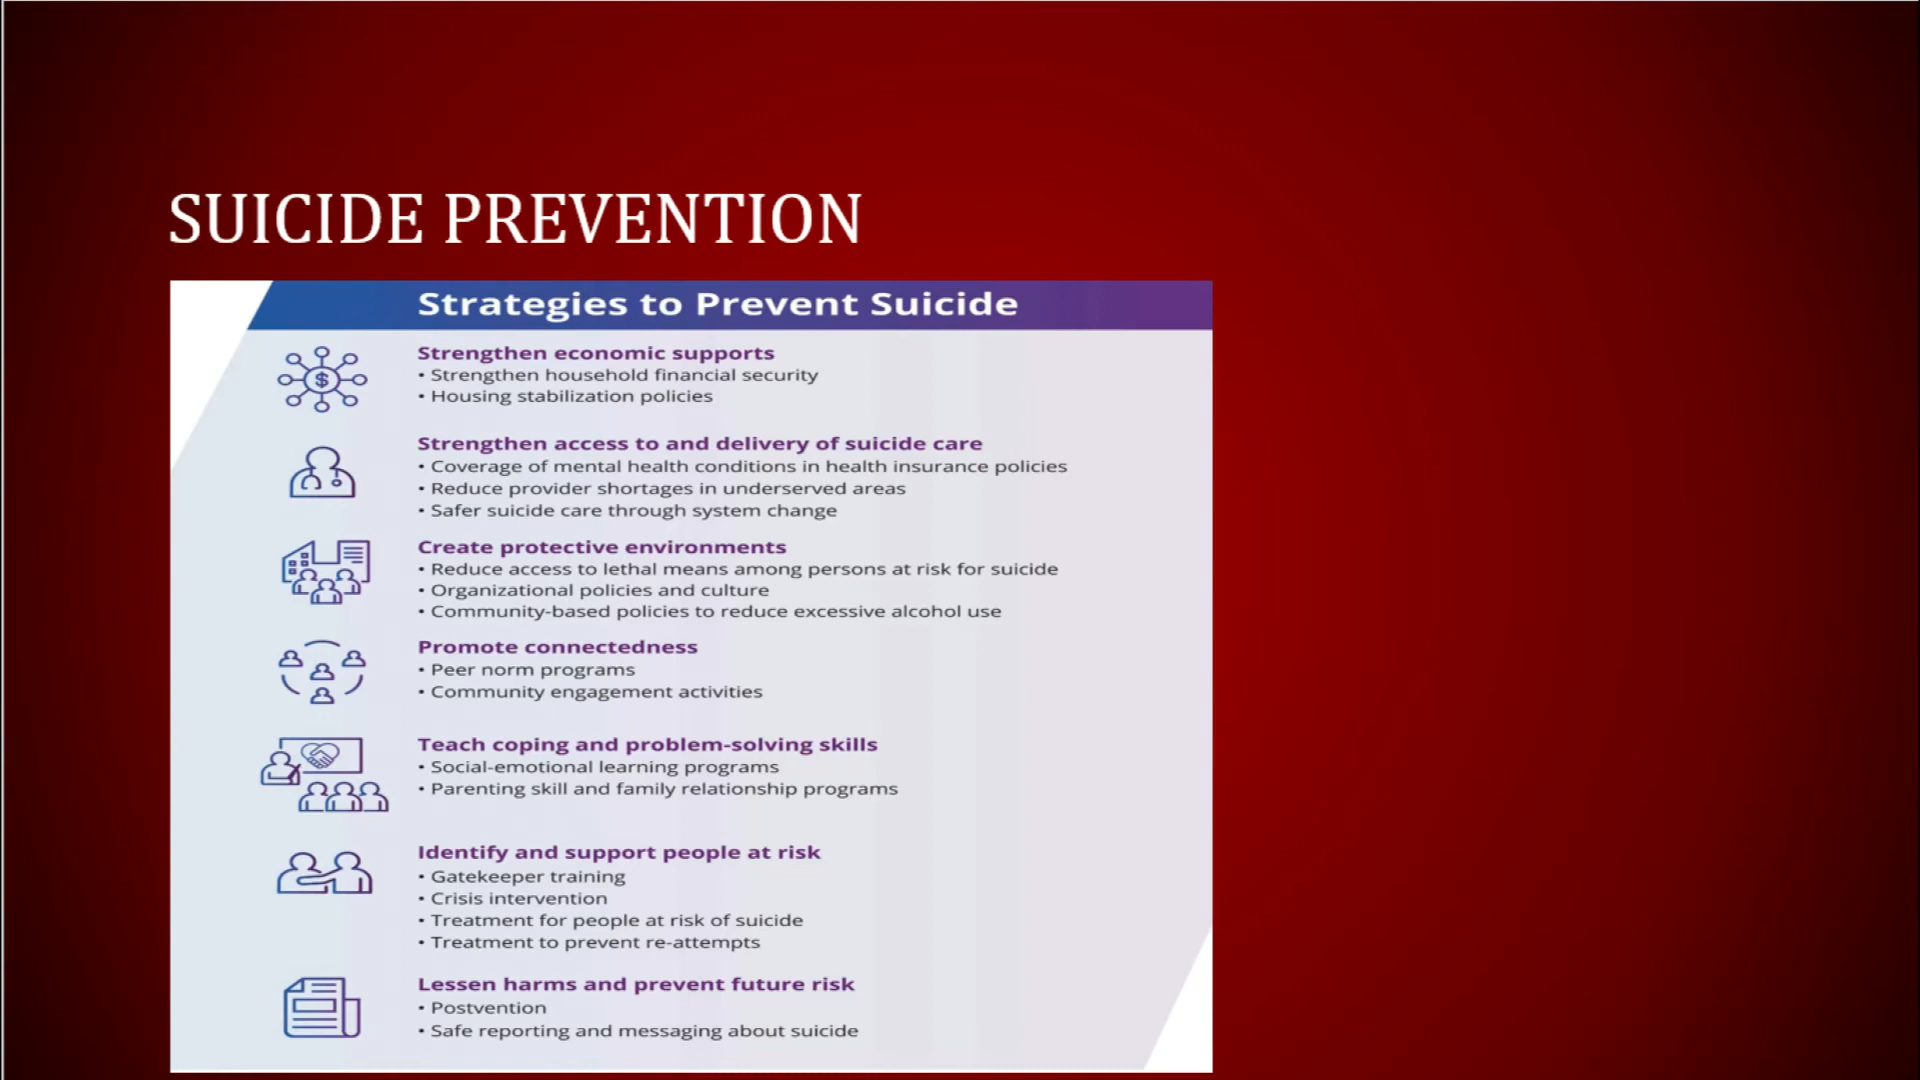 SUICIDE PREVENTION
Strategies to Prevent Suicide
$
Strengthen economic supports
• Strengthen household financial security
• Housing stabilization policies
Strengthen access to and delivery of suicide care
• Coverage of mental health conditions in health insurance policies
• Reduce provider shortages in underserved areas
• Safer suicide care through system change
Create protective environments
• Reduce access to lethal means among persons at risk for suicide
• Organizational policies and culture
• Community-based policies to reduce excessive alcohol use
Promote connectedness
• Peer norm programs
• Community engagement activities
Teach coping and problem-solving skills
• Social-emotional learning programs
• Parenting skill and family relationship programs
Identify and support people at risk
• Gatekeeper training
• Crisis intervention
• Treatment for people at risk of suicide
• Treatment to prevent re-attempts
Lessen harms and prevent future risk
• Postvention
• Safe reporting and messaging about suicide